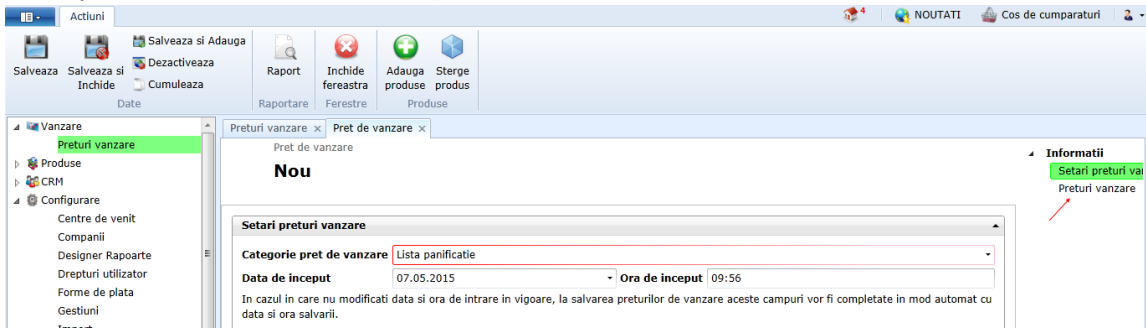 Actiuni
4
NOUTATI
Cos de cumparaturi
Salveaza
Salveaza si
Inchide
Salveaza si Adauga
Dezactiveaza
Cumuleaza
Raport
Inchide
fereastra
Adauga
produse
Sterge
produs
Date
Raportare
Ferestre
Produse
Vanzare
Preturi vanzare
Produse
CRM
Configurare
Centre de venit
Companii
Designer Rapoarte
Drepturi utilizator
Forme de plata
Gestiuni
Import
Preturi vanzare ×
Pret de vanzare ×
Pret de vanzare
Nou
Setari preturi vanzare
Categorie pret de vanzare Lista panificatie
Data de inceput 07.05.2015 Ora de inceput 09:56
In cazul in care nu modificati data si ora de intrare in vigoare, la salvarea preturilor de vanzare aceste campuri vor fi completate in mod automat cu
data si ora salvarii.
Informatii
Setari preturi van
Preturi vanzare